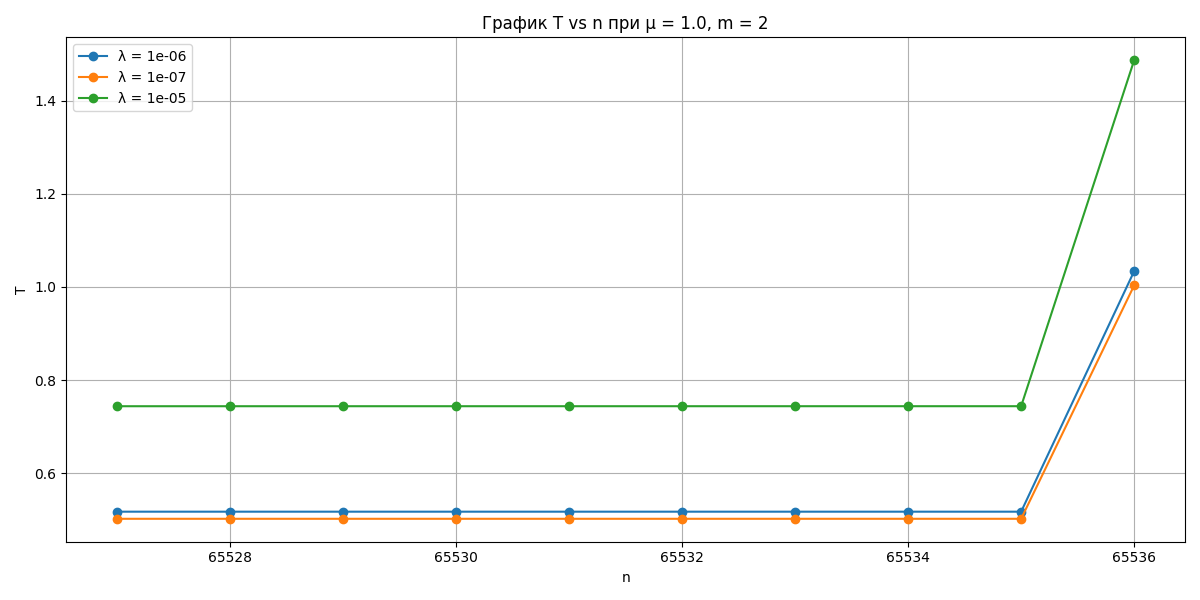 График T vs n при μ = 1.0, m = 2
λ = 1e-06
λ = 1e-07
λ = 1e-05
1.4
1.2
1.0
0.8
0.6
T
65528
65530
65532
65534
65536
n